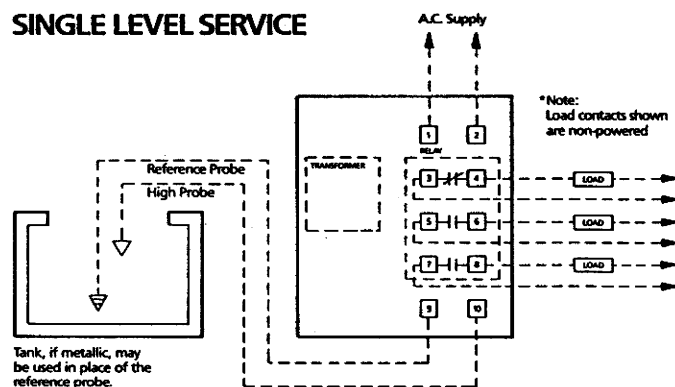 SINGLE LEVEL SERVICE
A.C. Supply
*Note:
Load contacts shown
are non-powered
1
2
RELAY
TRANSFORMER
Reference Probe
High Probe
3
4
LOAD
5
6
LOAD
7
8
LOAD
9
10
Tank, if metallic, may
be used in place of the
reference probe.